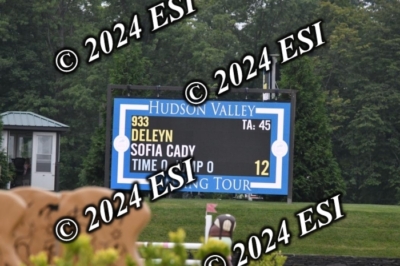 © 2024 ESI
© 2024 ESI
HUDSON VALLEY
933 TA: 45
DELEYN
SOFIA CADY
TIME 0 0
12
TOUR
© 2024 ESI
© 2024 ESI
© 2024 ESI